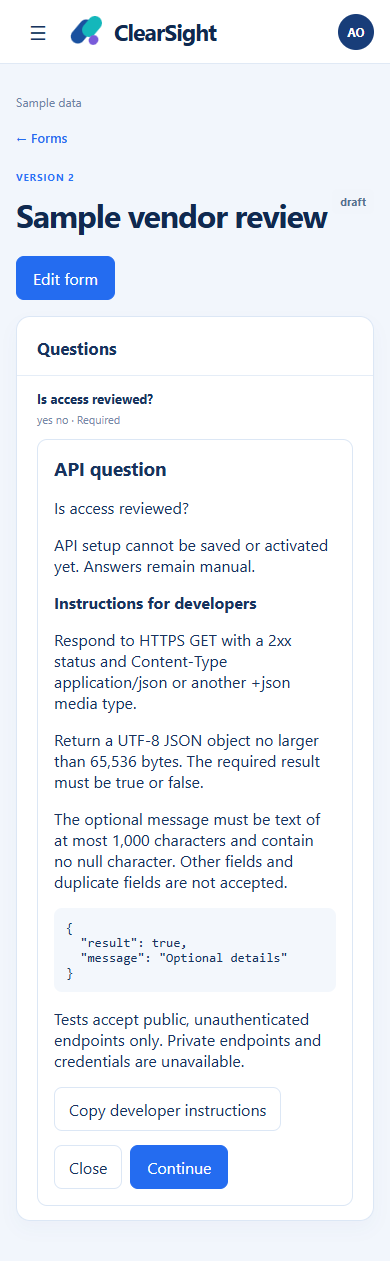 ☰ ClearSight AO
Sample data
← Forms
VERSION 2
Sample vendor review draft
Edit form
Questions
Is access reviewed?
yes no · Required
API question
Is access reviewed?
API setup cannot be saved or activated
yet. Answers remain manual.
Instructions for developers
Respond to HTTPS GET with a 2xx
status and Content-Type
application/json or another +json
media type.
Return a UTF-8 JSON object no larger
than 65,536 bytes. The required result
must be true or false.
The optional message must be text of
at most 1,000 characters and contain
no null character. Other fields and
duplicate fields are not accepted.
{
  "result": true,
  "message": "Optional details"
}
Tests accept public, unauthenticated
endpoints only. Private endpoints and
credentials are unavailable.
Copy developer instructions
Close Continue